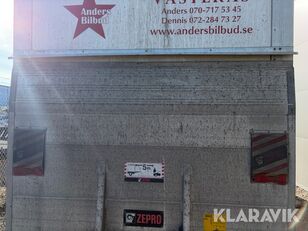 VÄSTERÅS
Anders
Bilbud
Anders 070-717 53 45
Dennis 072-284 73 27
www.andersbilbud.se
ZEPRO
KLARAVIK